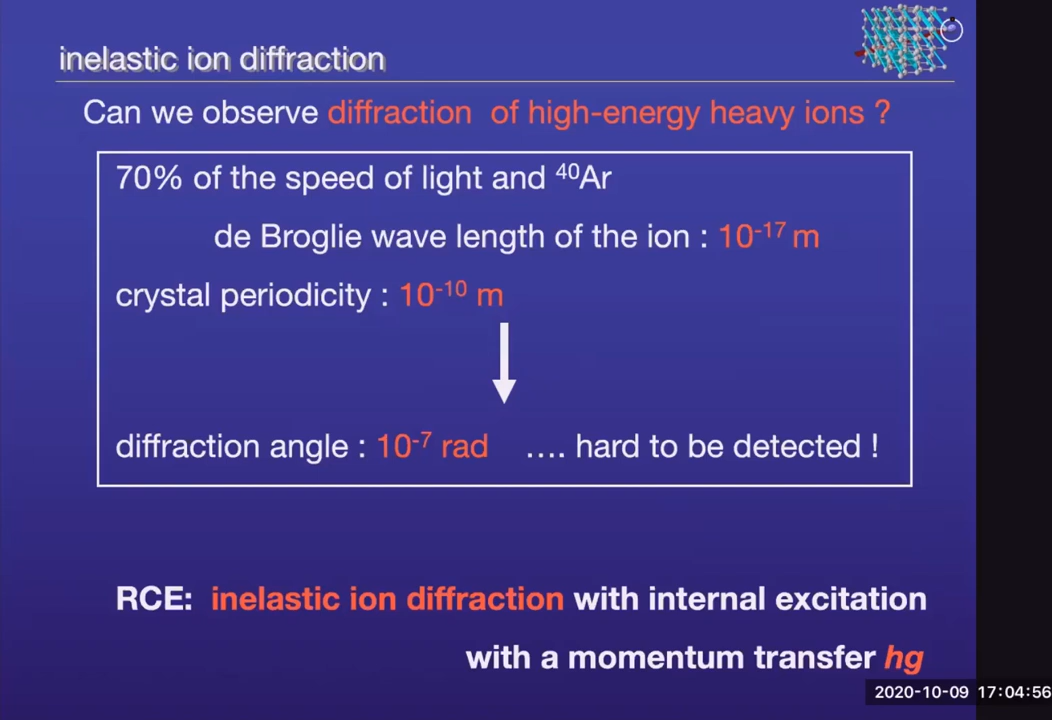 inelastic ion diffraction
Can we observe diffraction of high-energy heavy ions ?
70% of the speed of light and ⁴⁰Ar
de Broglie wave length of the ion : 10⁻¹⁷ m
crystal periodicity : 10⁻¹⁰ m
diffraction angle : 10⁻⁷ rad .... hard to be detected !
RCE: inelastic ion diffraction with internal excitation
with a momentum transfer hg
2020-10-09 17:04:56